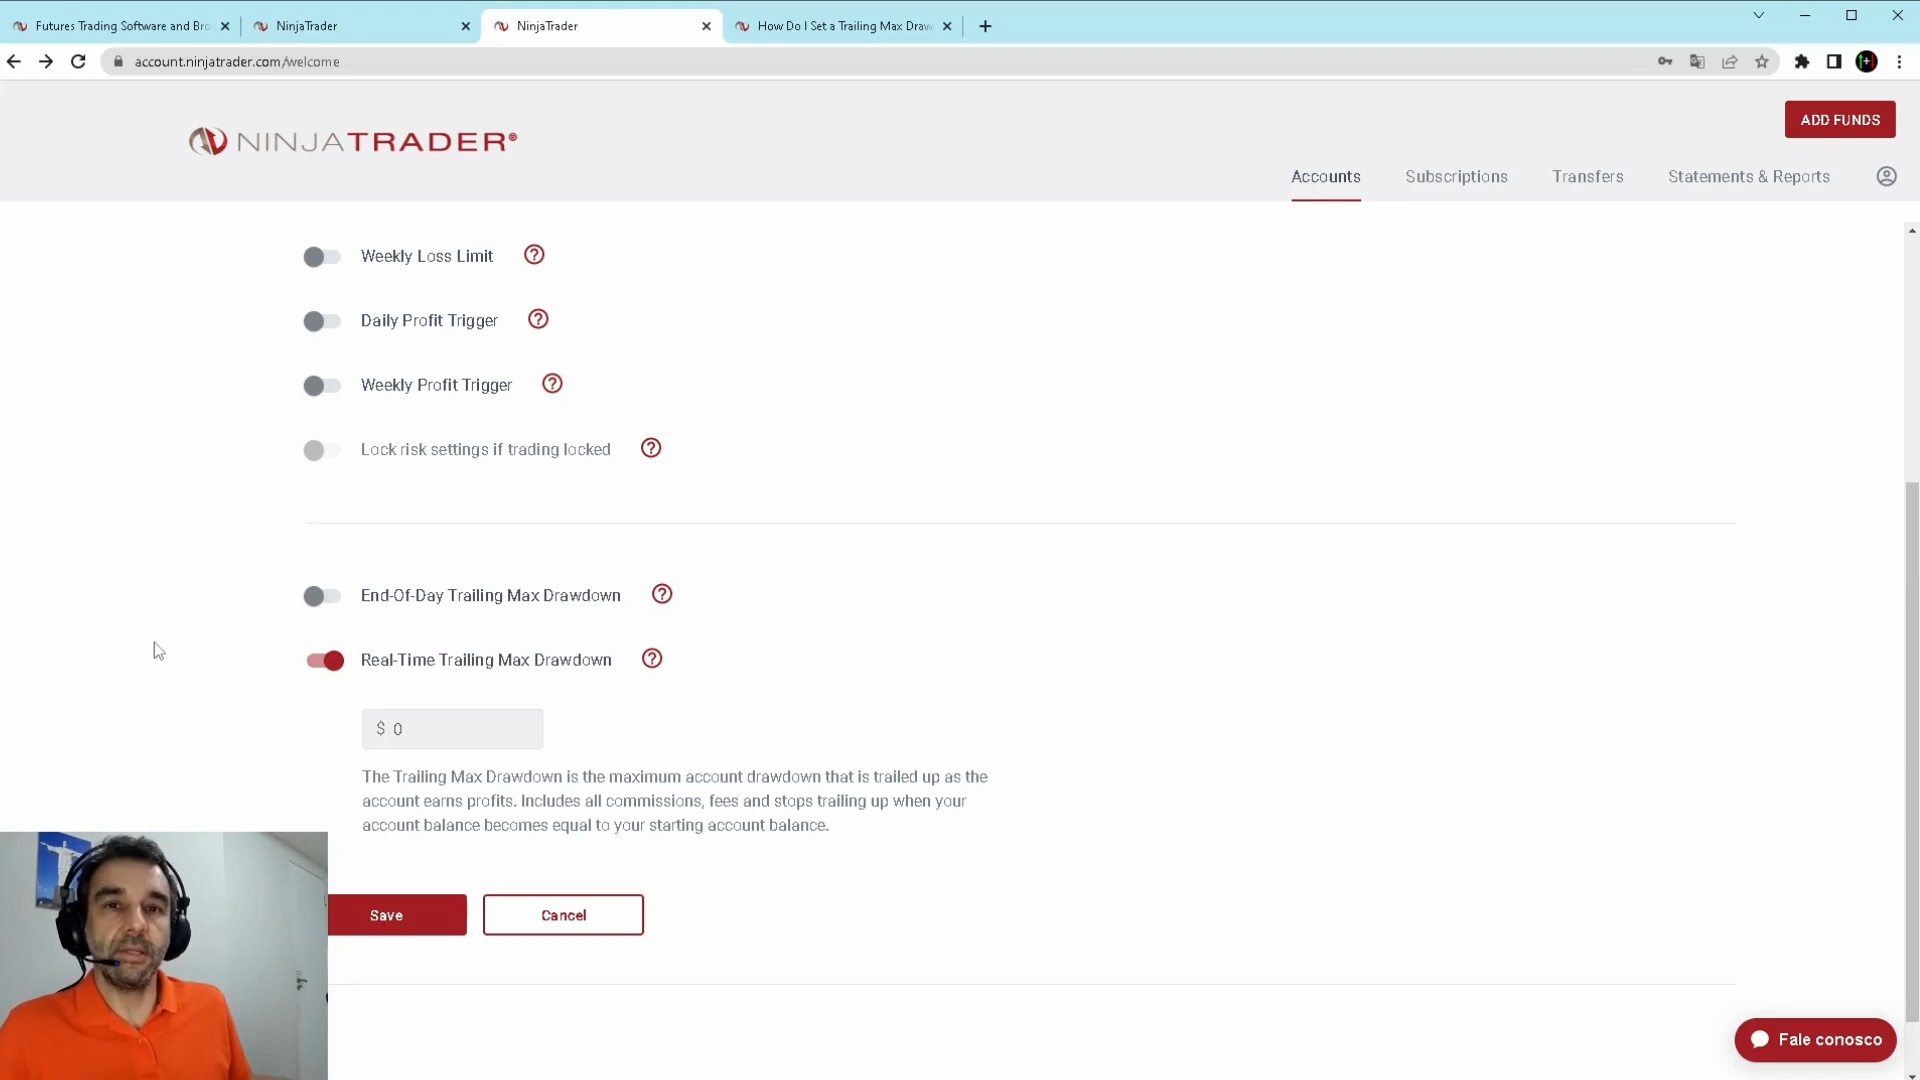 Futures Trading Software and Bro
NinjaTrader
NinjaTrader
How Do I Set a Trailing Max Draw
account.ninjatrader.com/welcome
ADD FUNDS
NINJATRADER®
Accounts
Subscriptions
Transfers
Statements & Reports
Weekly Loss Limit
Daily Profit Trigger
Weekly Profit Trigger
Lock risk settings if trading locked
End-Of-Day Trailing Max Drawdown
Real-Time Trailing Max Drawdown
$ 0
The Trailing Max Drawdown is the maximum account drawdown that is trailed up as the
account earns profits. Includes all commissions, fees and stops trailing up when your
account balance becomes equal to your starting account balance.
Save
Cancel
Fale conosco